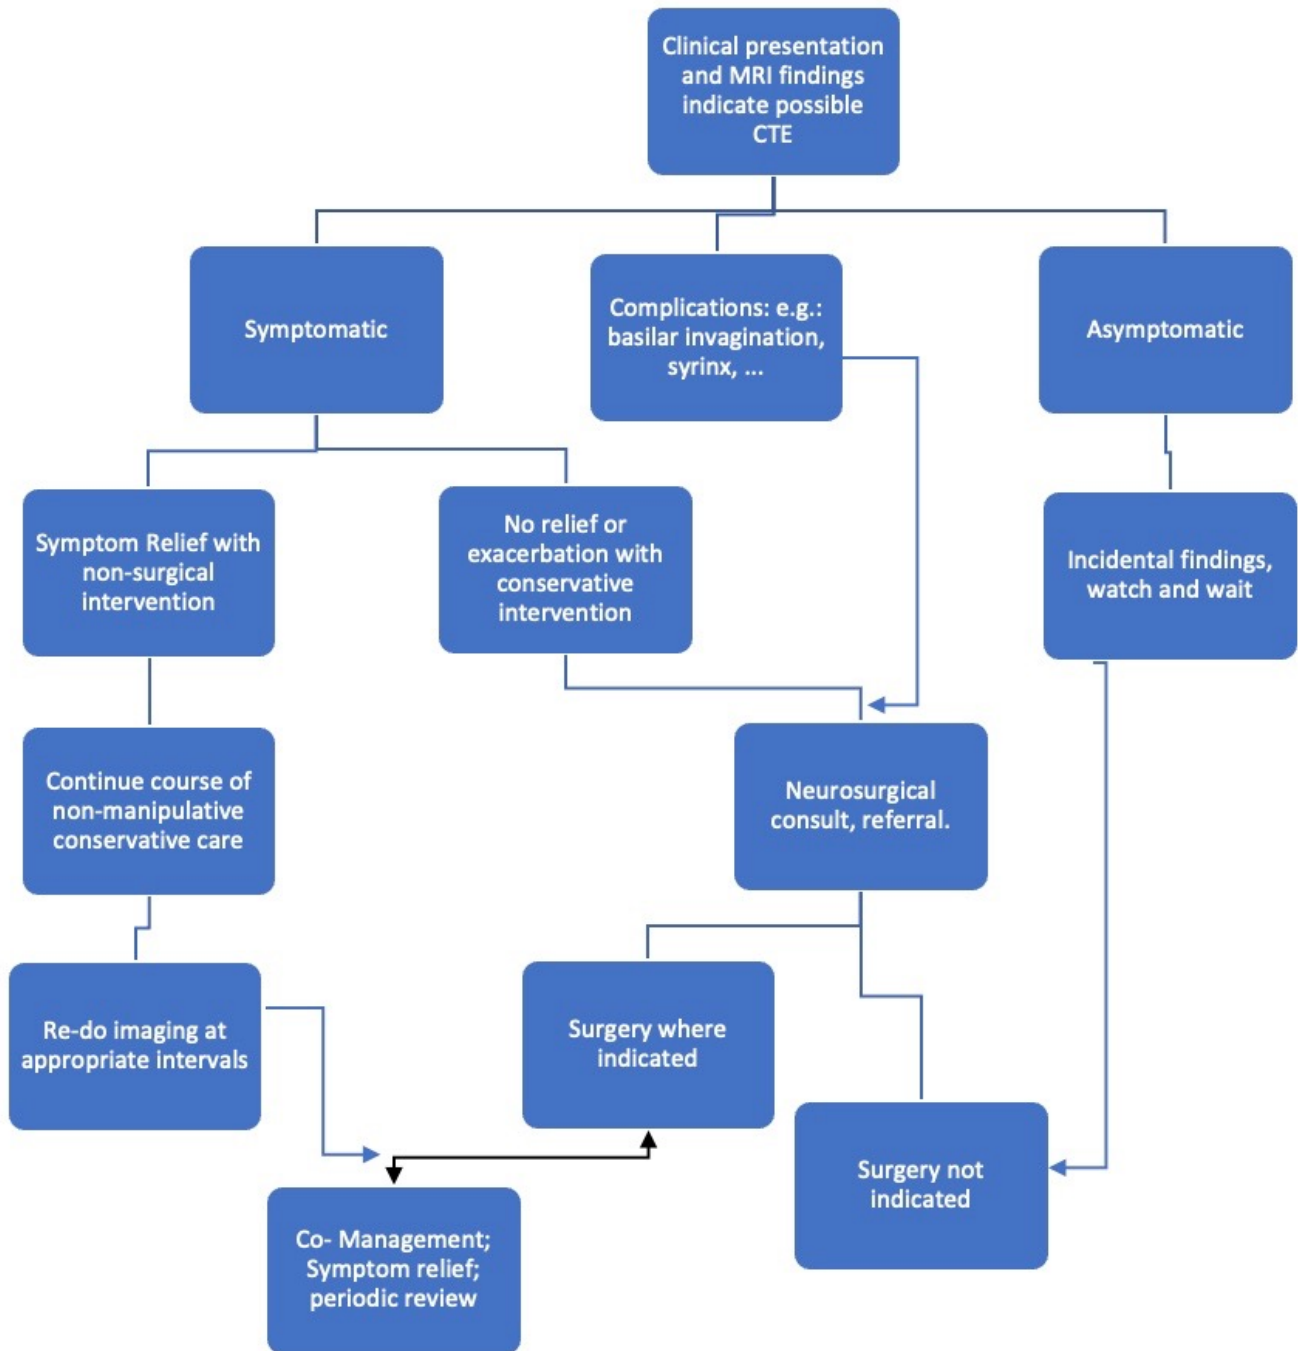 Clinical presentation
and MRI findings
indicate possible
CTE
Symptomatic
Complications: e.g.:
basilar invagination,
syrinx, ...
Asymptomatic
Symptom Relief with
non-surgical
intervention
No relief or
exacerbation with
conservative
intervention
Incidental findings,
watch and wait
Continue course of
non-manipulative
conservative care
Neurosurgical
consult, referral.
Re-do imaging at
appropriate intervals
Surgery where
indicated
Surgery not
indicated
Co- Management;
Symptom relief;
periodic review